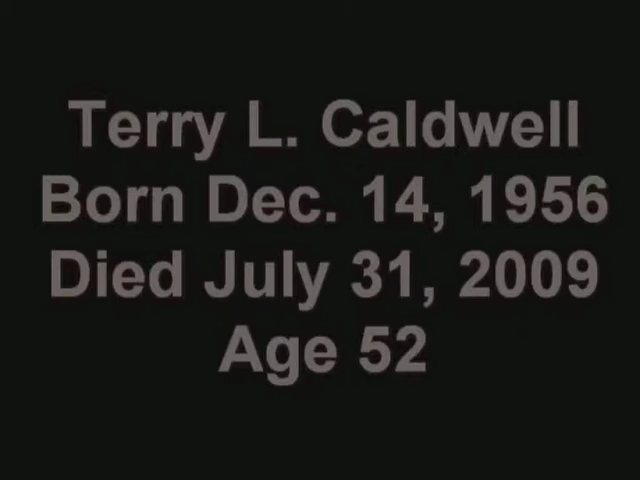 Terry L. Caldwell
Born Dec. 14, 1956
Died July 31, 2009
Age 52